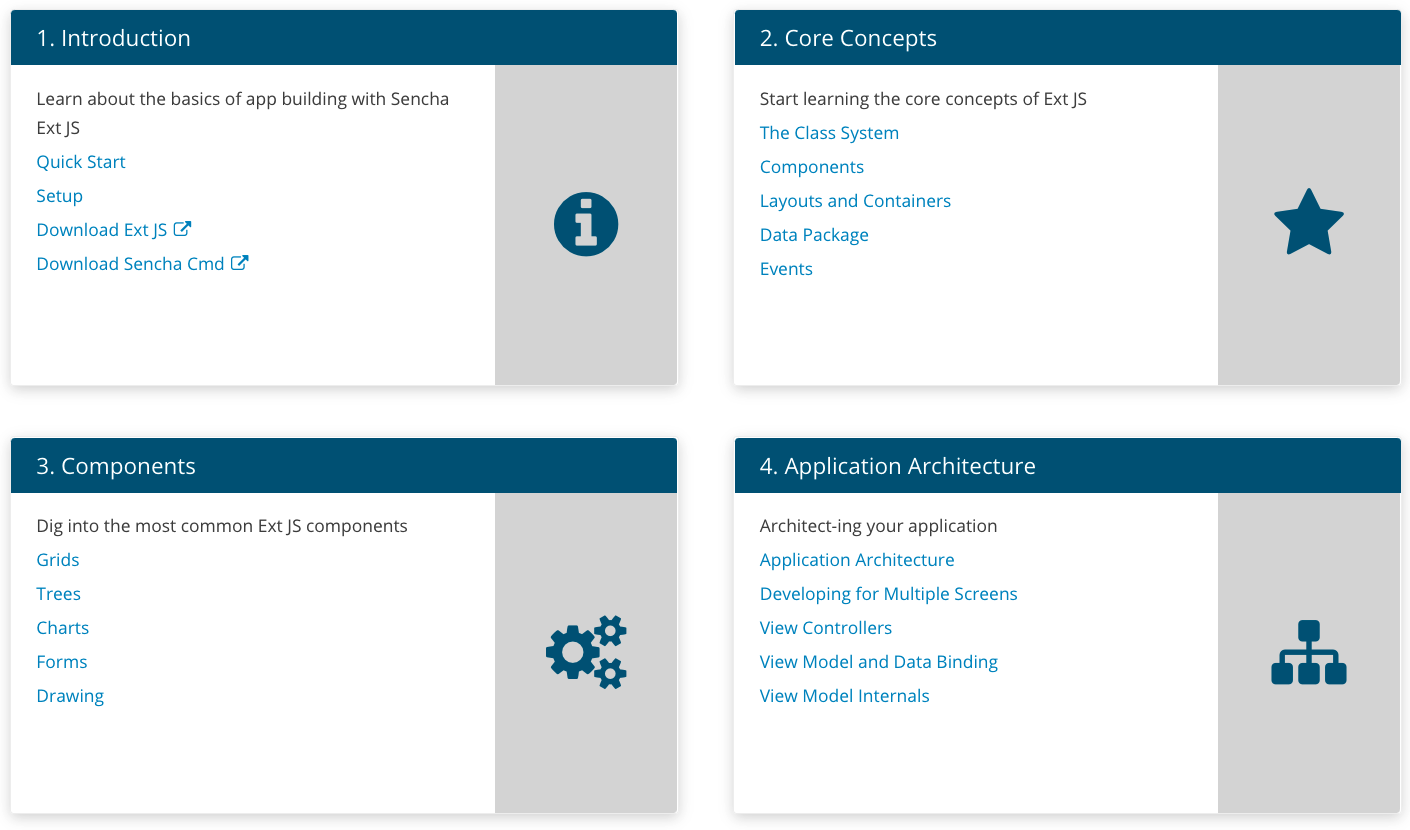 1. Introduction
Learn about the basics of app building with Sencha
Ext JS
Quick Start
Setup
Download Ext JS
Download Sencha Cmd
2. Core Concepts
Start learning the core concepts of Ext JS
The Class System
Components
Layouts and Containers
Data Package
Events
3. Components
Dig into the most common Ext JS components
Grids
Trees
Charts
Forms
Drawing
4. Application Architecture
Architect-ing your application
Application Architecture
Developing for Multiple Screens
View Controllers
View Model and Data Binding
View Model Internals